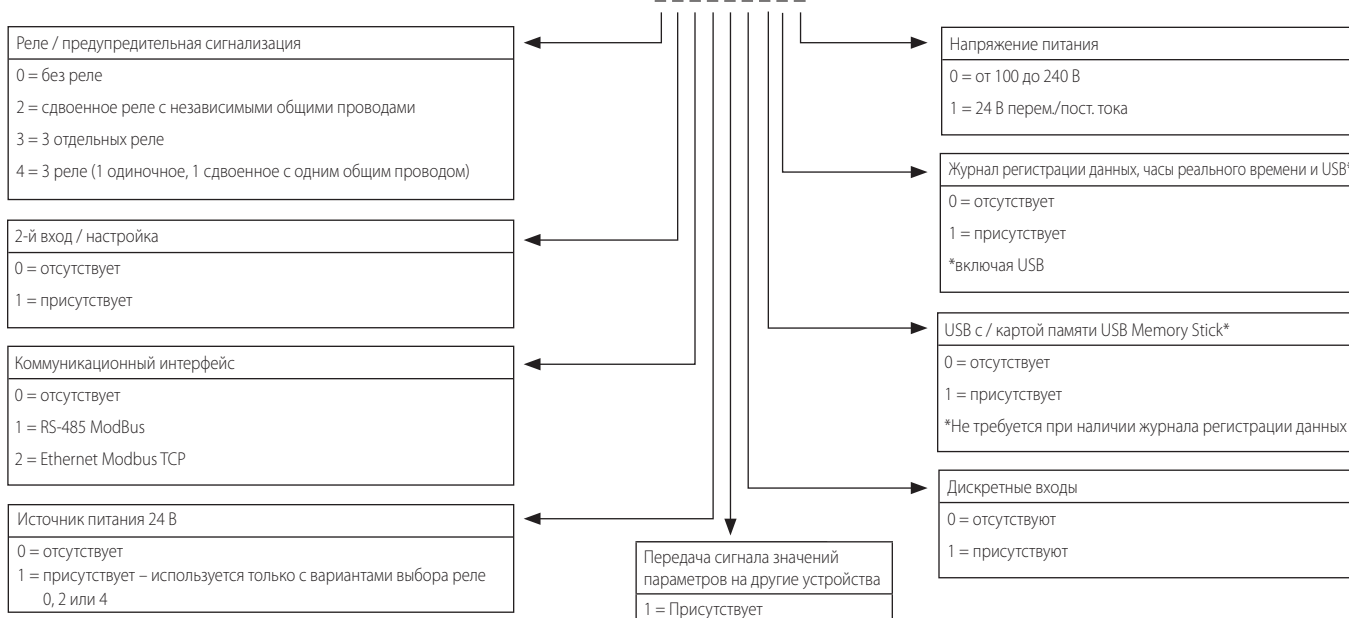 Реле / предупредительная сигнализация
0 = без реле
2 = сдвоенное реле с независимыми общими проводами
3 = 3 отдельных реле
4 = 3 реле (1 одиночное, 1 сдвоенное с одним общим проводом)
2-й вход / настройка
0 = отсутствует
1 = присутствует
Коммуникационный интерфейс
0 = отсутствует
1 = RS-485 ModBus
2 = Ethernet Modbus TCP
Источник питания 24 В
0 = отсутствует
1 = присутствует – используется только с вариантами выбора реле
0, 2 или 4
Передача сигнала значений
параметров на другие устройства
1 = Присутствует
Напряжение питания
0 = от 100 до 240 В
1 = 24 В перем./пост. тока
Журнал регистрации данных, часы реального времени и USB*
0 = отсутствует
1 = присутствует
*включая USB
USB с / картой памяти USB Memory Stick*
0 = отсутствует
1 = присутствует
*Не требуется при наличии журнала регистрации данных
Дискретные входы
0 = отсутствуют
1 = присутствуют